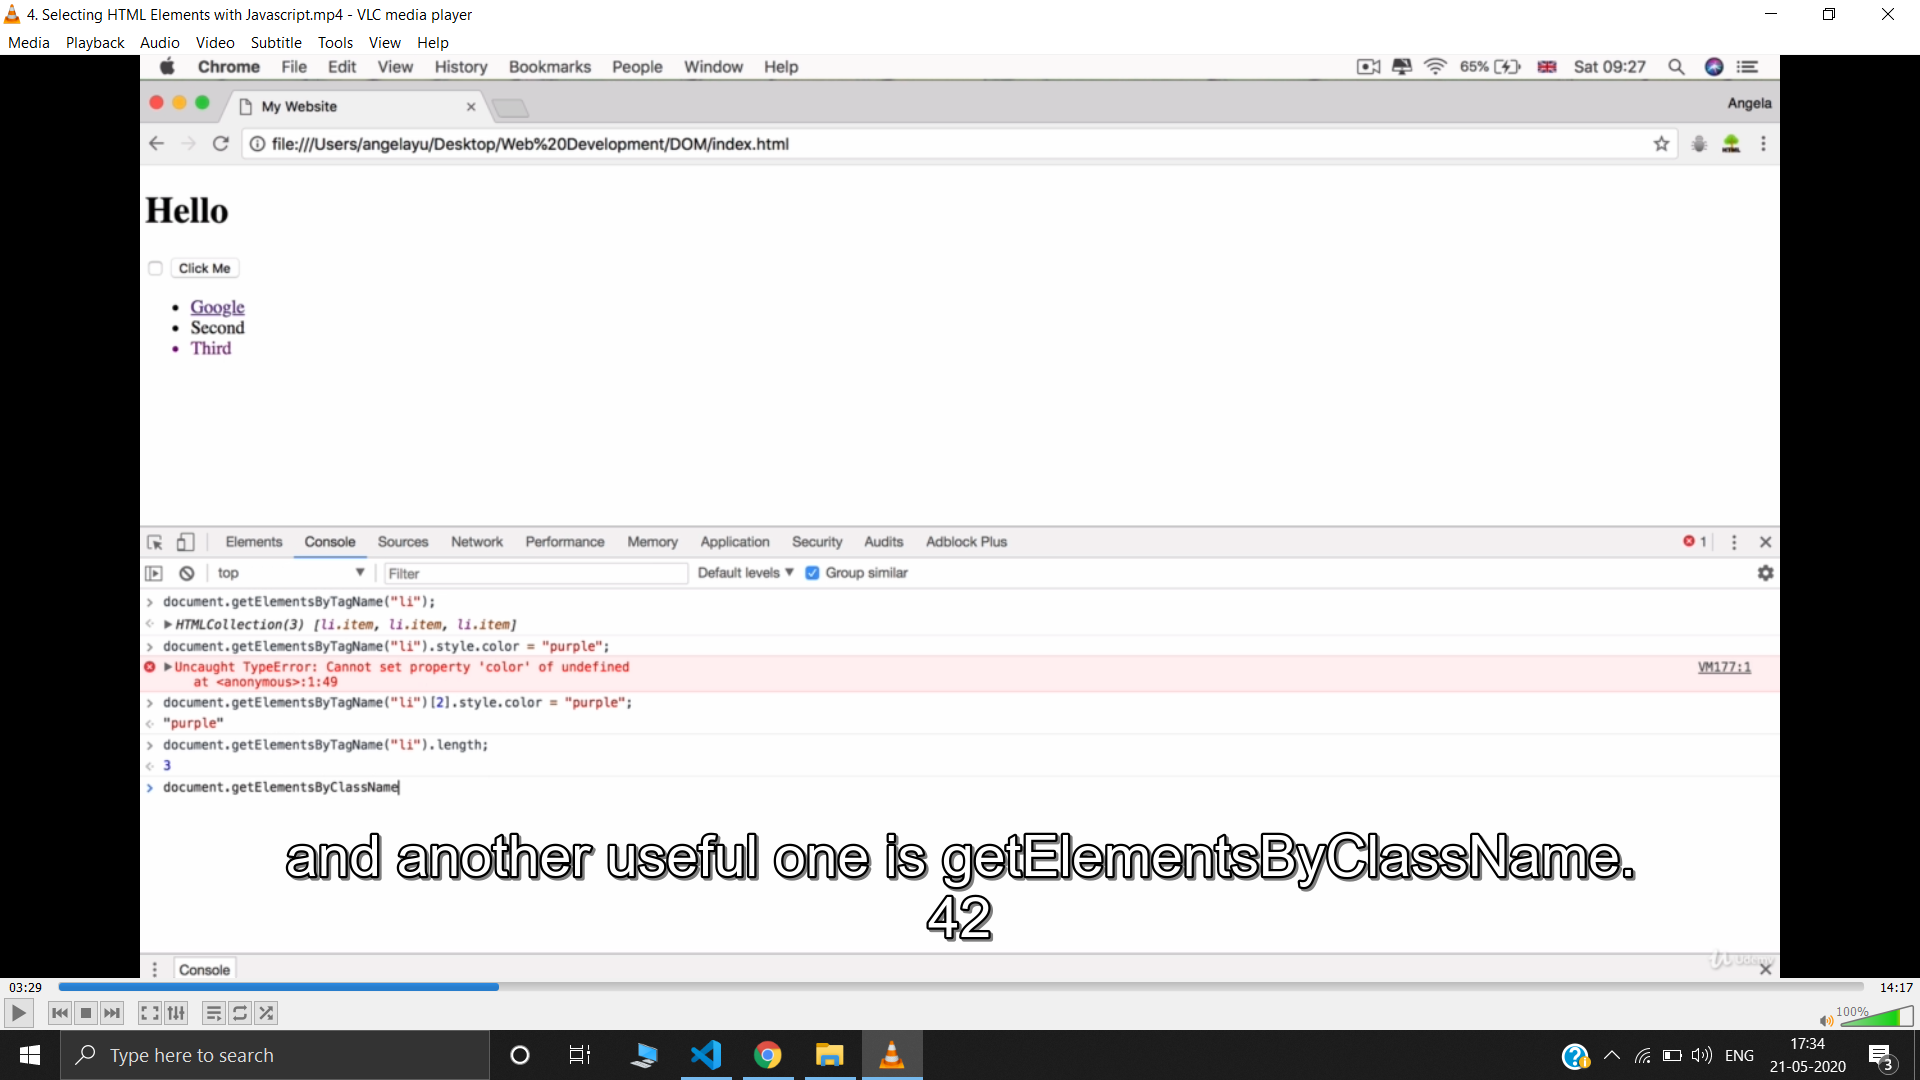 4. Selecting HTML Elements with Javascript.mp4 - VLC media player
Media Playback Audio Video Subtitle Tools View Help
Chrome File Edit View History Bookmarks People Window Help 65% Sat 09:27
My Website Angela
file:///Users/angelayu/Desktop/Web%20Development/DOM/index.html
Hello
Click Me
Google
Second
Third
Elements Console Sources Network Performance Memory Application Security Audits Adblock Plus 1
top Filter Default levels Group similar
document.getElementsByTagName("li");
HTMLCollection(3) [li.item, li.item, li.item]
document.getElementsByTagName("li").style.color = "purple";
Uncaught TypeError: Cannot set property 'color' of undefined VM177:1
at <anonymous>:1:49
document.getElementsByTagName("li")[2].style.color = "purple";
"purple"
document.getElementsByTagName("li").length;
3
document.getElementsByClassName
and another useful one is getElementsByClassName.
42
Udemy
Console
03:29 14:17
100%
Type here to search ENG 17:34
21-05-2020
3